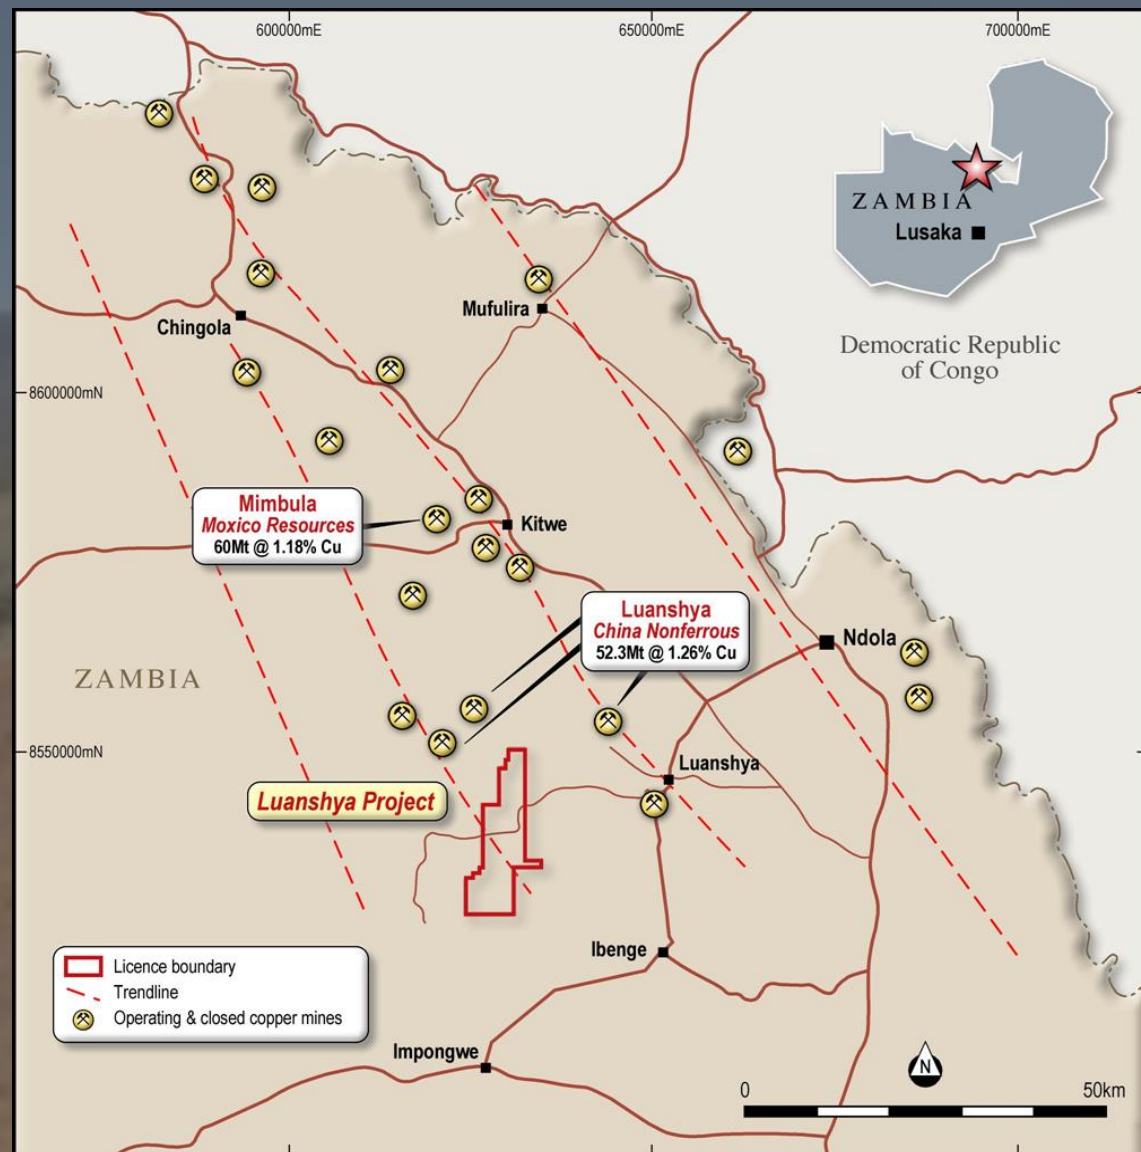 600000mE
650000mE
700000mE
ZAMBIA
Lusaka
Mufulira
Chingola
Democratic Republic
of Congo
8600000mN
Mimbula
Moxico Resources
60Mt @ 1.18% Cu
Kitwe
Luanshya
China Nonferrous
52.3Mt @ 1.26% Cu
Ndola
ZAMBIA
8550000mN
Luanshya
Luanshya Project
Ibenge
Licence boundary
Trendline
Operating & closed copper mines
Impongwe
N
0
50km